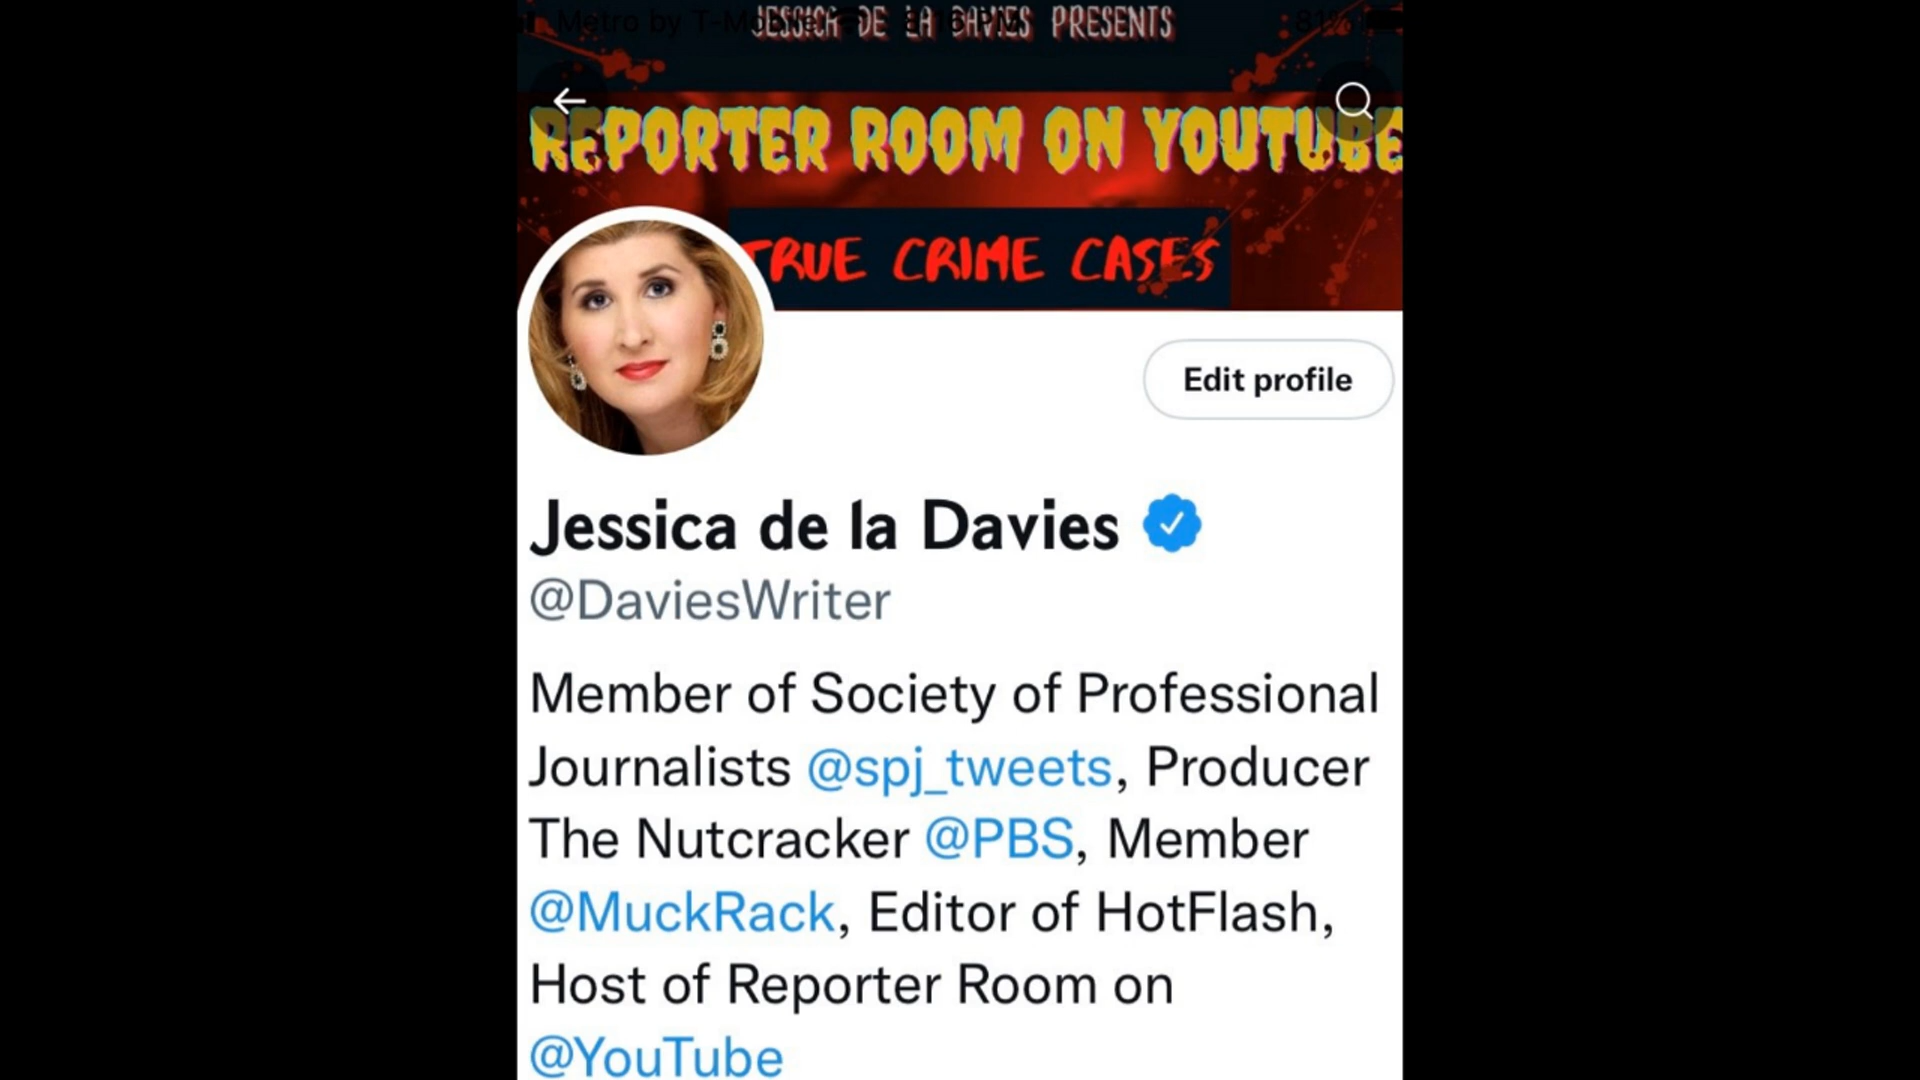 Metro by T-Mobile
81%
JESSICA DE LA DAVIES PRESENTS
REPORTER ROOM ON YOUTUBE
TRUE CRIME CASES
Edit profile
Jessica de la Davies
@DaviesWriter
Member of Society of Professional
Journalists @spj_tweets, Producer
The Nutcracker @PBS, Member
@MuckRack, Editor of HotFlash,
Host of Reporter Room on
@YouTube